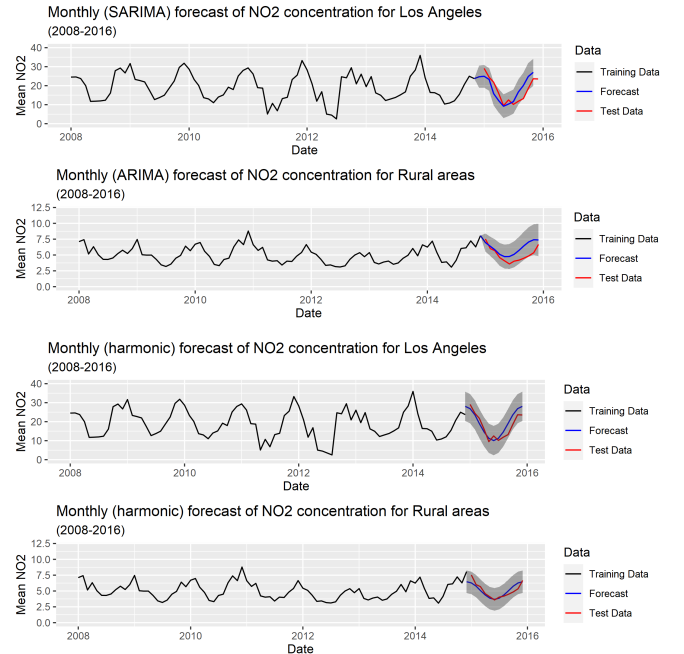 Monthly (SARIMA) forecast of NO2 concentration for Los Angeles
(2008-2016)
Mean NO2
40
30
20
10
0
2008
2010
2012
2014
2016
Date
Data
Training Data
Forecast
Test Data
Monthly (ARIMA) forecast of NO2 concentration for Rural areas
(2008-2016)
Mean NO2
12.5
10.0
7.5
5.0
2.5
0.0
2008
2010
2012
2014
2016
Date
Data
Training Data
Forecast
Test Data
Monthly (harmonic) forecast of NO2 concentration for Los Angeles
(2008-2016)
Mean NO2
40
30
20
10
0
2008
2010
2012
2014
2016
Date
Data
Training Data
Forecast
Test Data
Monthly (harmonic) forecast of NO2 concentration for Rural areas
(2008-2016)
Mean NO2
12.5
10.0
7.5
5.0
2.5
0.0
2008
2010
2012
2014
2016
Date
Data
Training Data
Forecast
Test Data